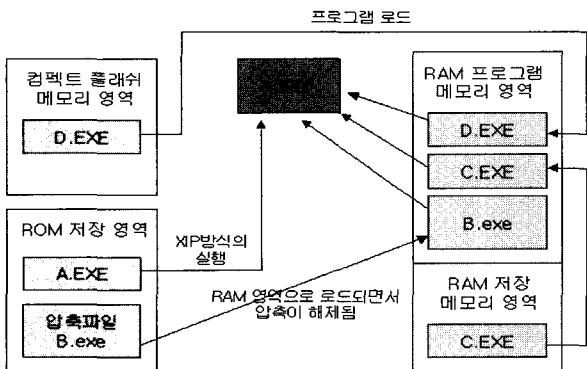 프로그램 로드
컴팩트 플래쉬
메모리 영역
D.EXE
RAM 프로그램
메모리 영역
D.EXE
C.EXE
B.exe
ROM 저장 영역
A.EXE
압축파일
B.exe
XIP방식의
실행
RAM 영역으로 로드되면서
압축이 해제됨
RAM 저장
메모리 영역
C.EXE